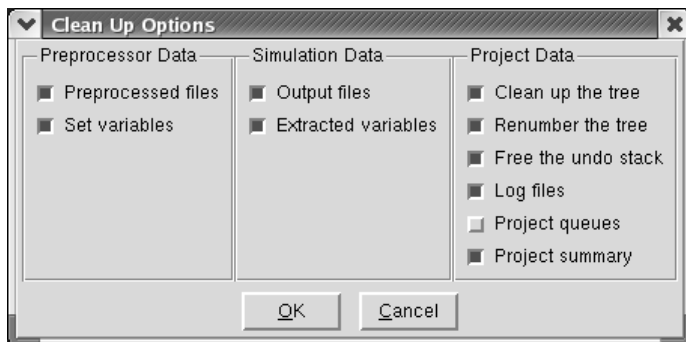 Clean Up Options
Preprocessor Data
Preprocessed files
Set variables
Simulation Data
Output files
Extracted variables
Project Data
Clean up the tree
Renumber the tree
Free the undo stack
Log files
Project queues
Project summary
OK
Cancel